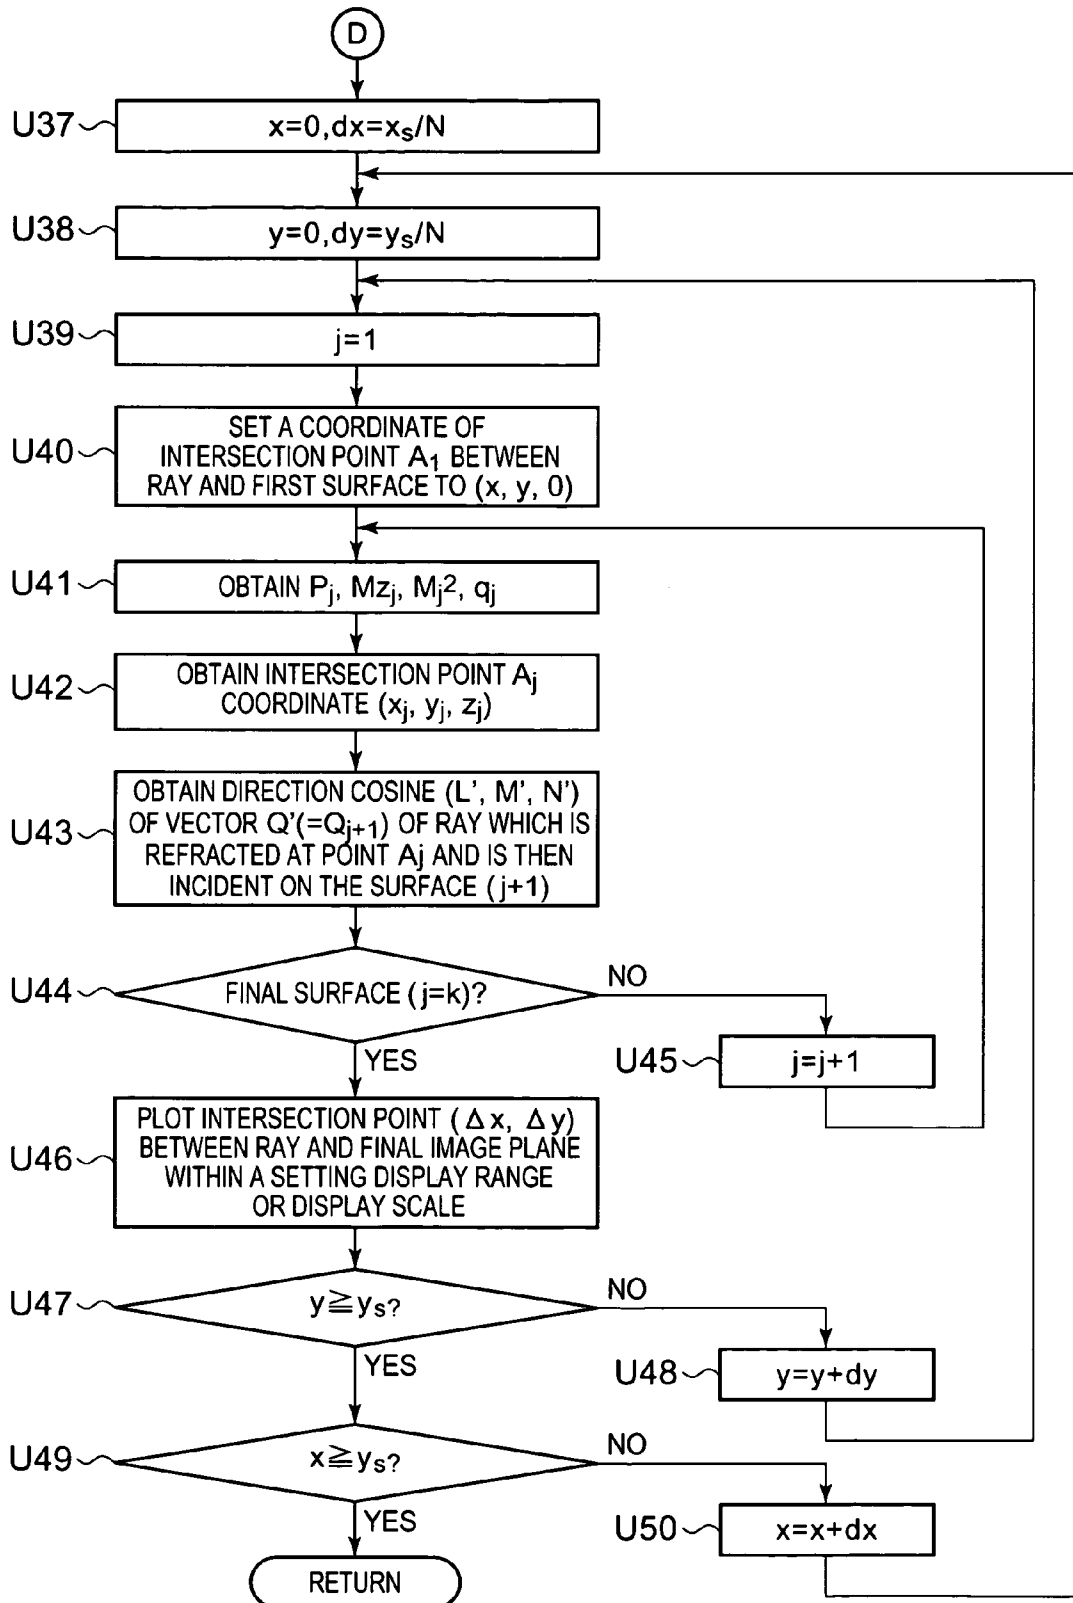 D
U37
x=0,dx=xs/N
U38
y=0,dy=ys/N
U39
j=1
U40
SET A COORDINATE OF
INTERSECTION POINT A1 BETWEEN
RAY AND FIRST SURFACE TO (x, y, 0)
U41
OBTAIN Pj, Mzj, Mj2, qj
U42
OBTAIN INTERSECTION POINT Aj
COORDINATE (xj, yj, zj)
U43
OBTAIN DIRECTION COSINE (L', M', N')
OF VECTOR Q'(=Qj+1) OF RAY WHICH IS
REFRACTED AT POINT Aj AND IS THEN
INCIDENT ON THE SURFACE (j+1)
U44
FINAL SURFACE (j=k)?
NO
YES
U45
j=j+1
U46
PLOT INTERSECTION POINT (Δx, Δy)
BETWEEN RAY AND FINAL IMAGE PLANE
WITHIN A SETTING DISPLAY RANGE
OR DISPLAY SCALE
U47
y≧ys?
NO
YES
U48
y=y+dy
U49
x≧ys?
NO
YES
U50
x=x+dx
RETURN